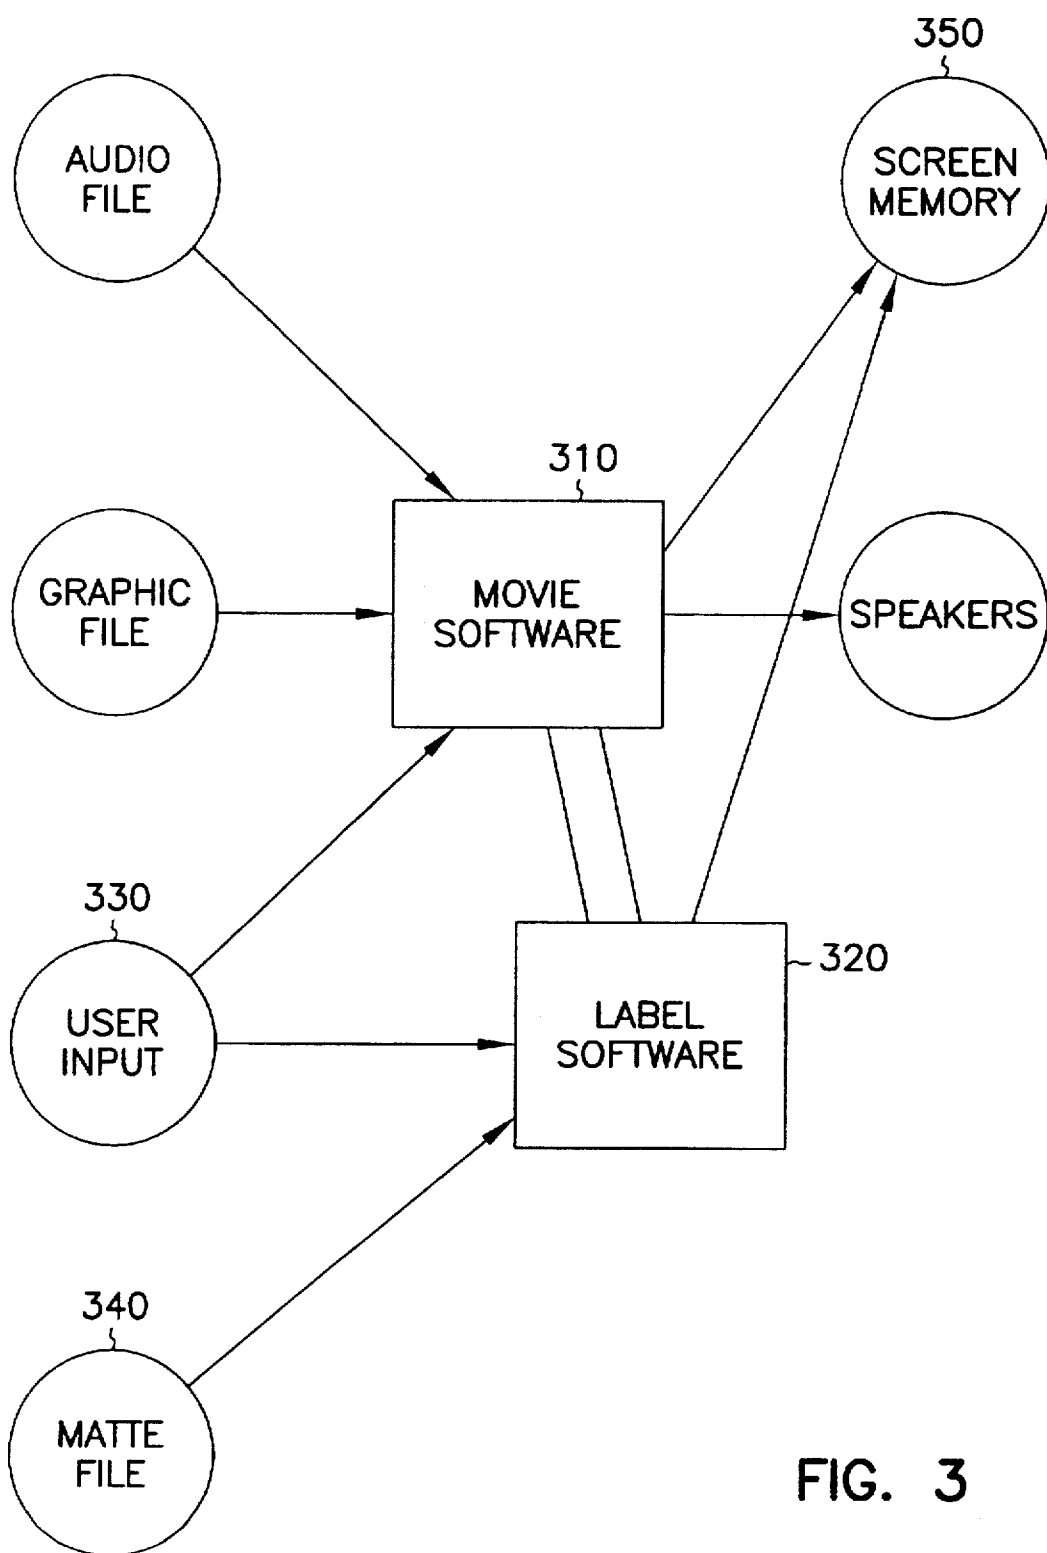 350
AUDIO
FILE
SCREEN
MEMORY
310
GRAPHIC
FILE
MOVIE
SOFTWARE
SPEAKERS
330
320
USER
INPUT
LABEL
SOFTWARE
340
MATTE
FILE
FIG. 3